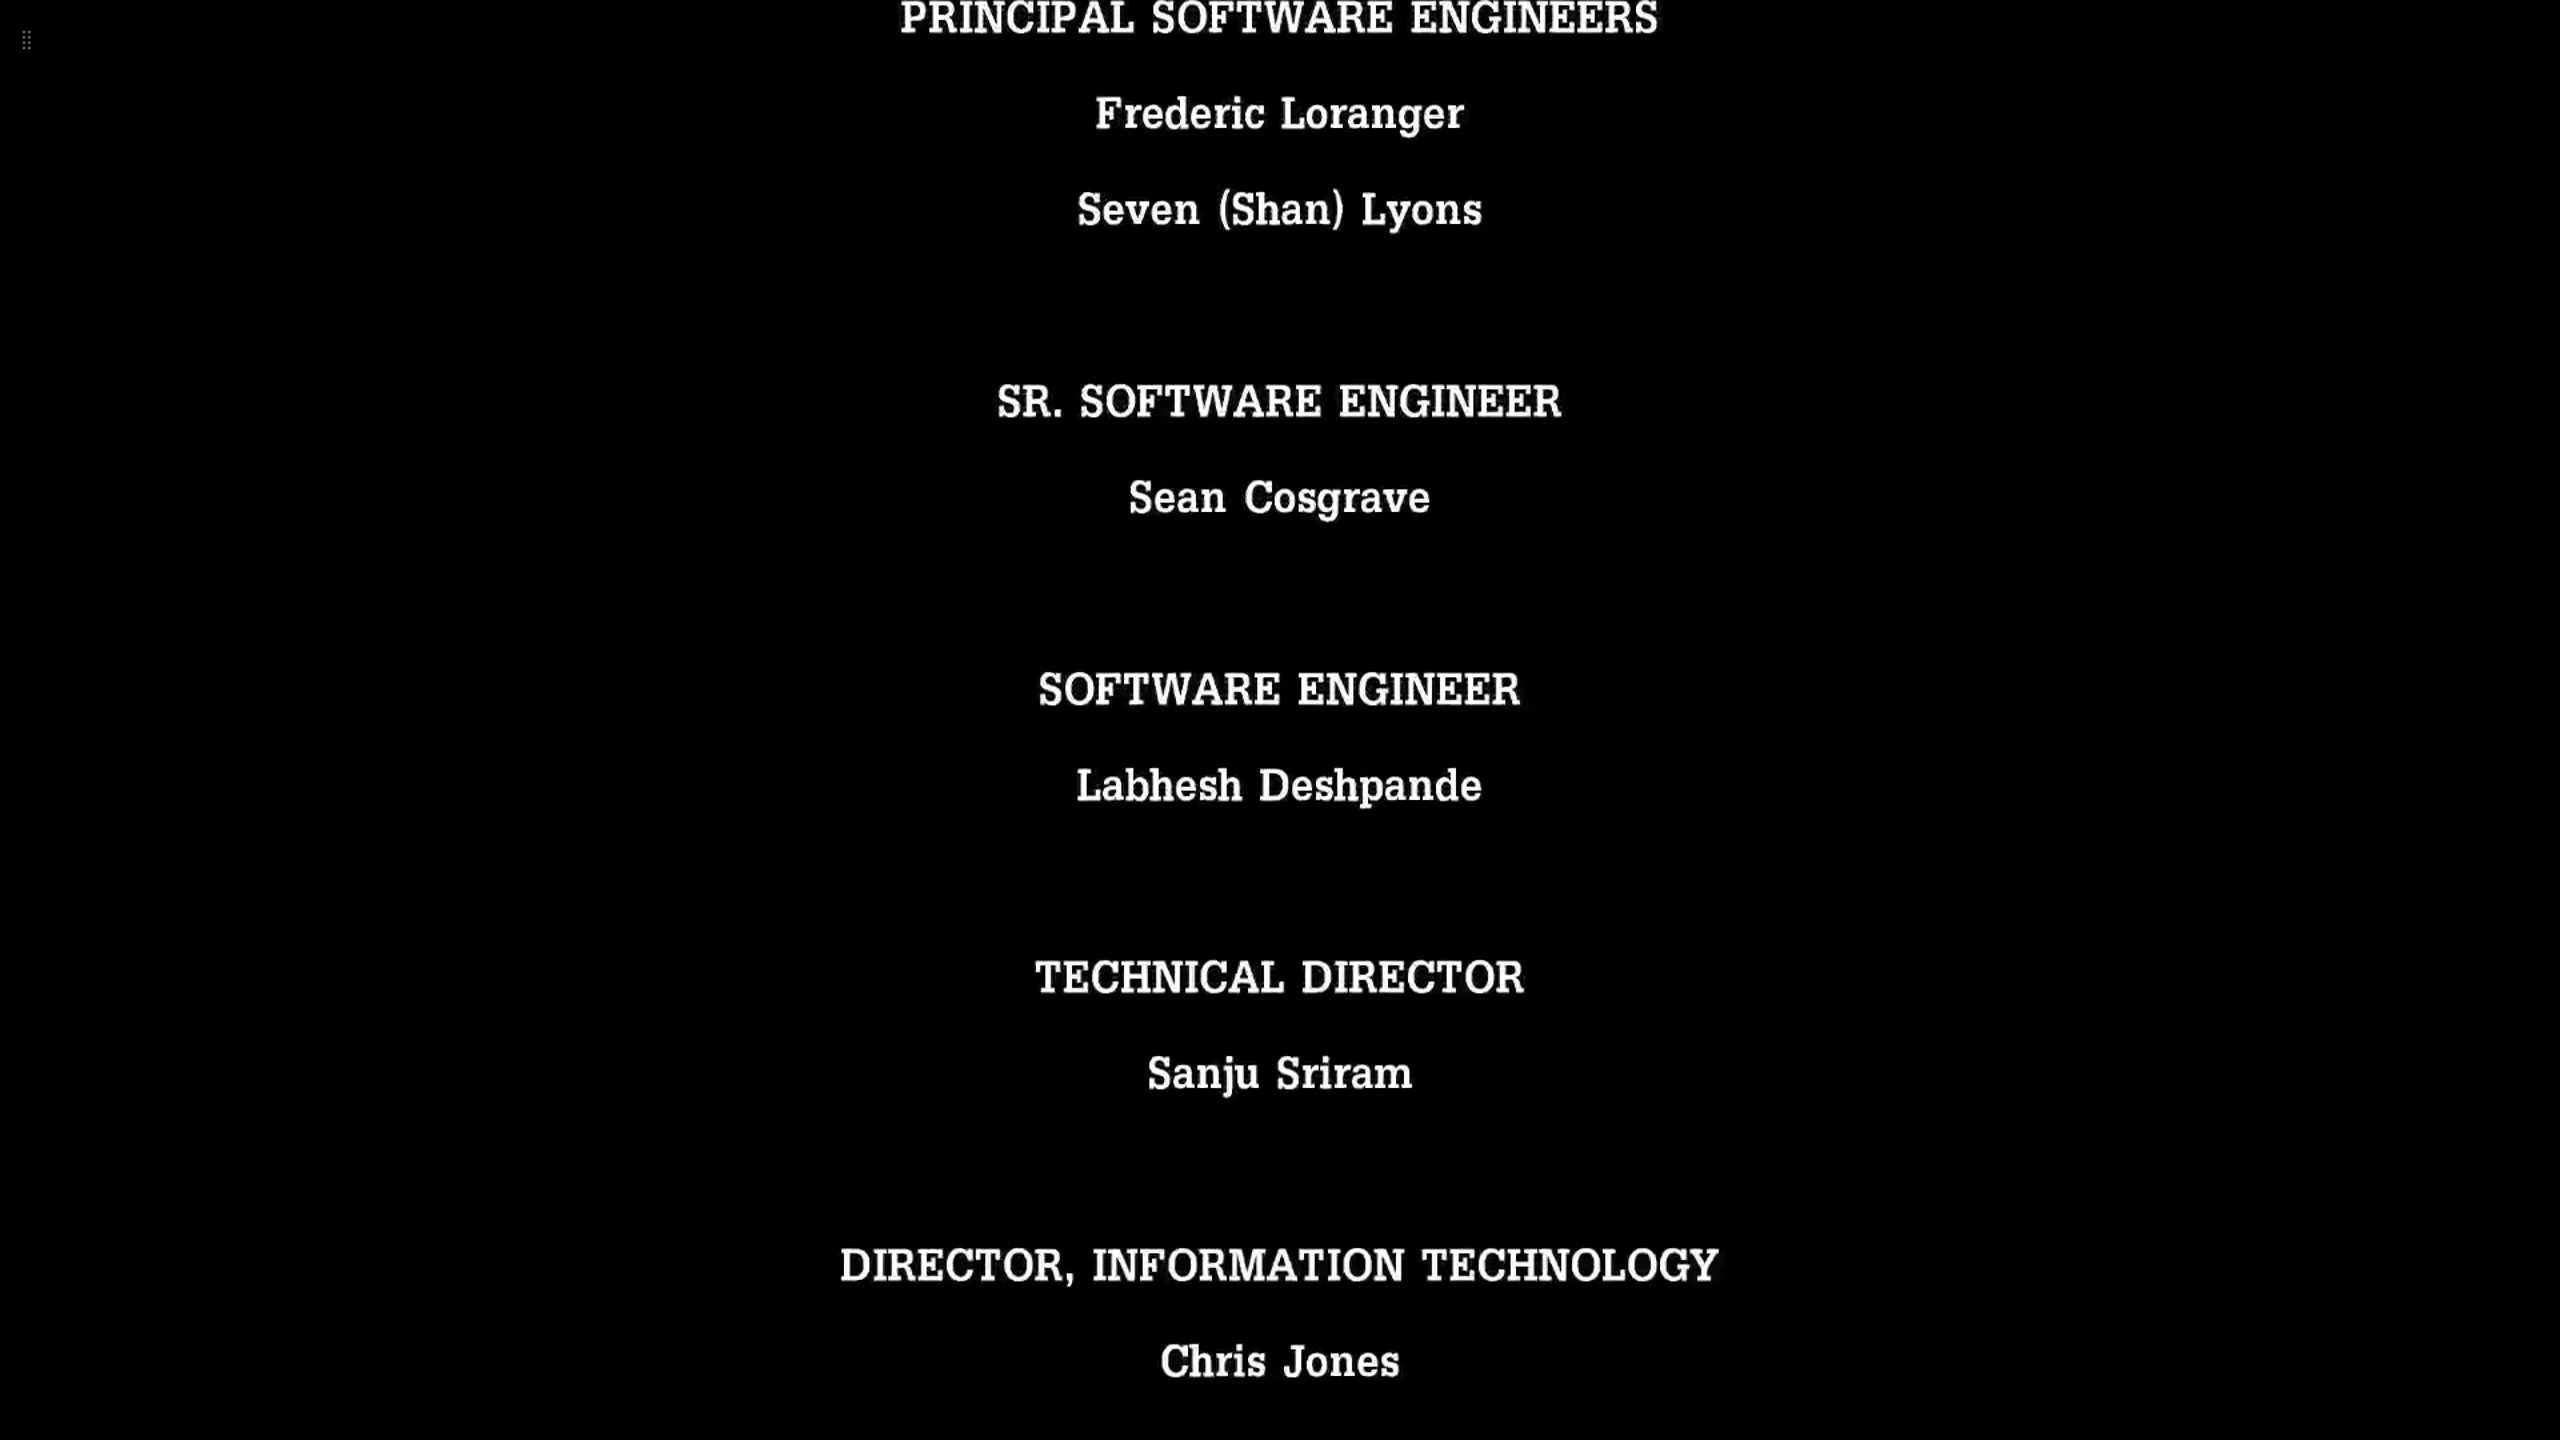 PRINCIPAL SOFTWARE ENGINEERS
Frederic Loranger
Seven (Shan) Lyons
SR. SOFTWARE ENGINEER
Sean Cosgrave
SOFTWARE ENGINEER
Labhesh Deshpande
TECHNICAL DIRECTOR
Sanju Sriram
DIRECTOR, INFORMATION TECHNOLOGY
Chris Jones